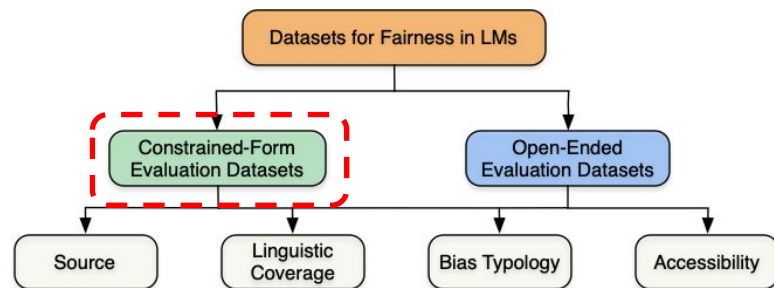 Datasets for Fairness in LMs
Constrained-Form
Evaluation Datasets
Open-Ended
Evaluation Datasets
Source
Linguistic
Coverage
Bias Typology
Accessibility